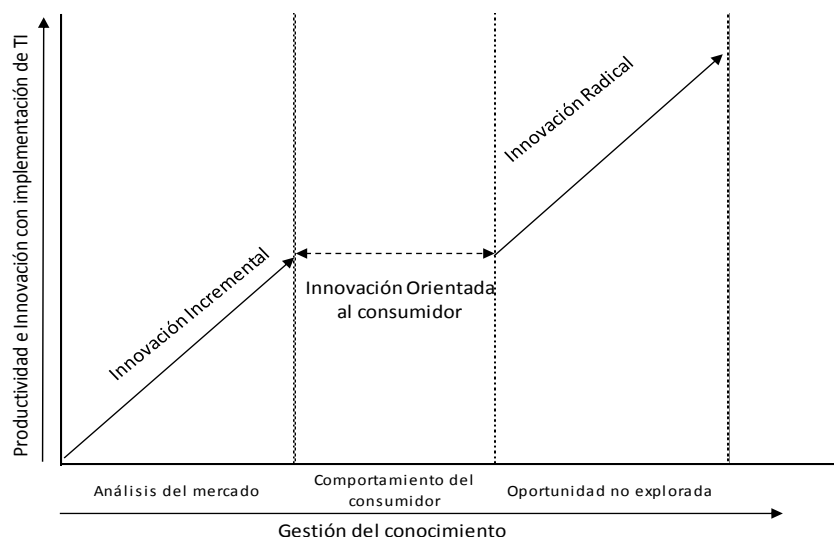 Productividad e Innovación con implementación de TI
Innovación Incremental
Innovación Orientada
al consumidor
Innovación Radical
Análisis del mercado
Comportamiento del
consumidor
Oportunidad no explorada
Gestión del conocimiento